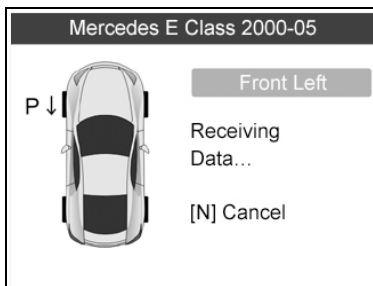 Mercedes E Class 2000-05
Front Left
P ↓
Receiving
Data...
[N] Cancel